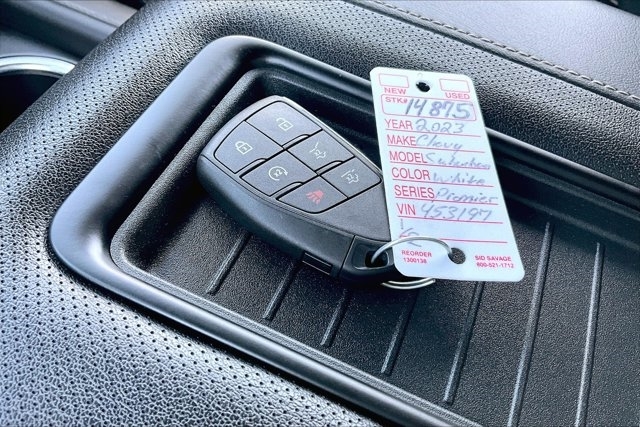 NEW USED
STK# 14875
YEAR 2023
MAKE Chevy
MODEL Suburban
COLOR White
SERIES Premier
VIN 453197
REORDER SID SAVAGE
1300138 800-521-1712